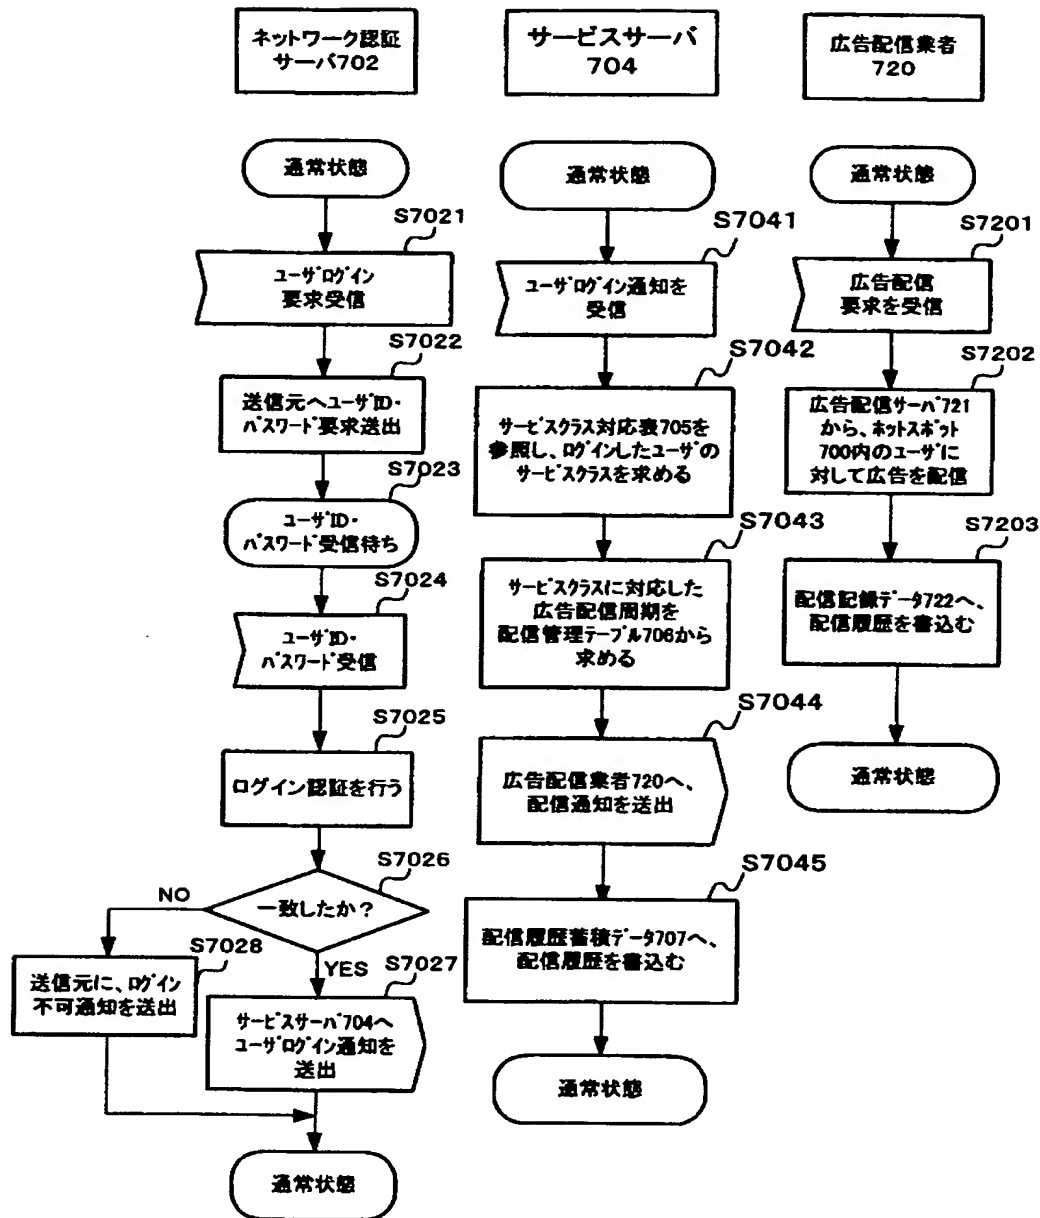 ネットワーク認証
サーバ702
通常状態
S7021
ユーザログイン
要求受信
S7022
送信元へユーザID・
パスワード要求送出
S7023
ユーザID・
パスワード受信待ち
S7024
ユーザID・
パスワード受信
S7025
ログイン認証を行う
S7026
一致したか？
NO
YES
S7028
送信元に、ログイン
不可通知を送出
S7027
サービスサーバ704へ
ユーザログイン通知を
送出
通常状態
サービスサーバ
704
通常状態
S7041
ユーザログイン通知を
受信
S7042
サービスクラス対応表705を
参照し、ログインしたユーザの
サービスクラスを求める
S7043
サービスクラスに対応した
広告配信周期を
配信管理テーブル706から
求める
S7044
広告配信業者720へ、
配信通知を送出
S7045
配信履歴蓄積データ707へ、
配信履歴を書込む
通常状態
広告配信業者
720
通常状態
S7201
広告配信
要求を受信
S7202
広告配信サーバ721
から、ホットスポット
700内のユーザに
対して広告を配信
S7203
配信記録データ722へ、
配信履歴を書込む
通常状態